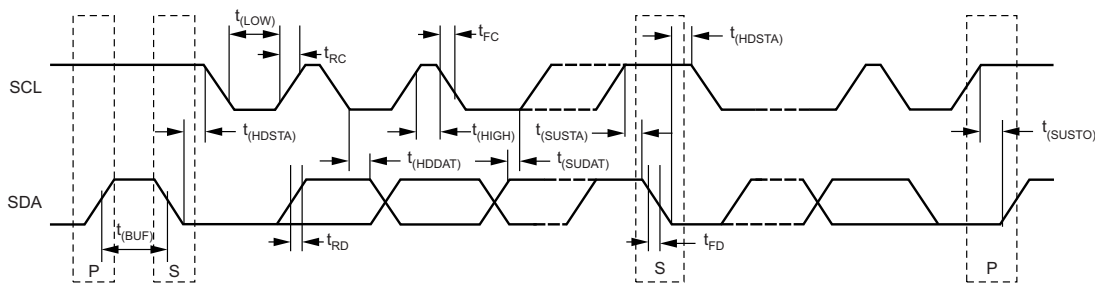 t(LOW)
tRC
tFC
t(HDSTA)
SCL
t(HDSTA)
t(HIGH)
t(SUSTA)
t(SUSTO)
t(HDDAT)
t(SUDAT)
SDA
t(BUF)
tRD
tFD
P
S
S
P